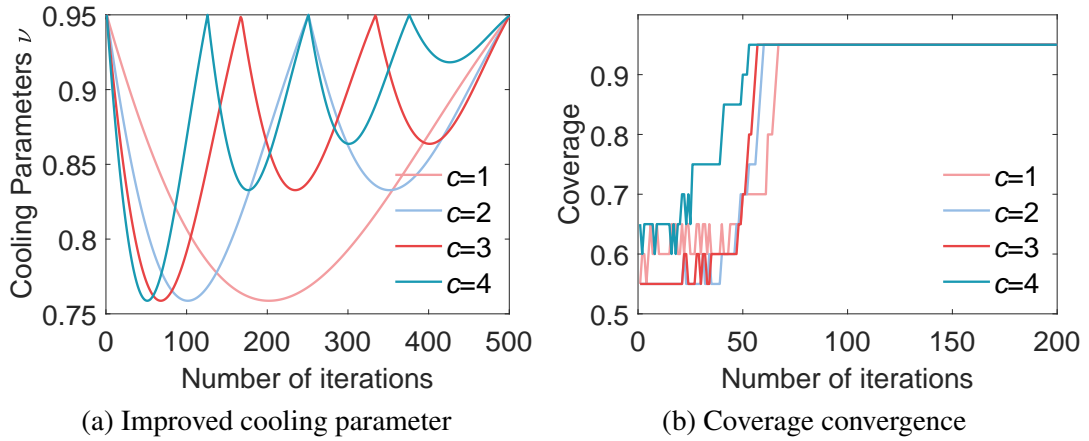 Cooling Parameters ν
0.95
0.9
0.85
0.8
0.75
0 100 200 300 400 500
Number of iterations
c=1
c=2
c=3
c=4
(a) Improved cooling parameter
Coverage
0.9
0.8
0.7
0.6
0.5
0 50 100 150 200
Number of iterations
c=1
c=2
c=3
c=4
(b) Coverage convergence